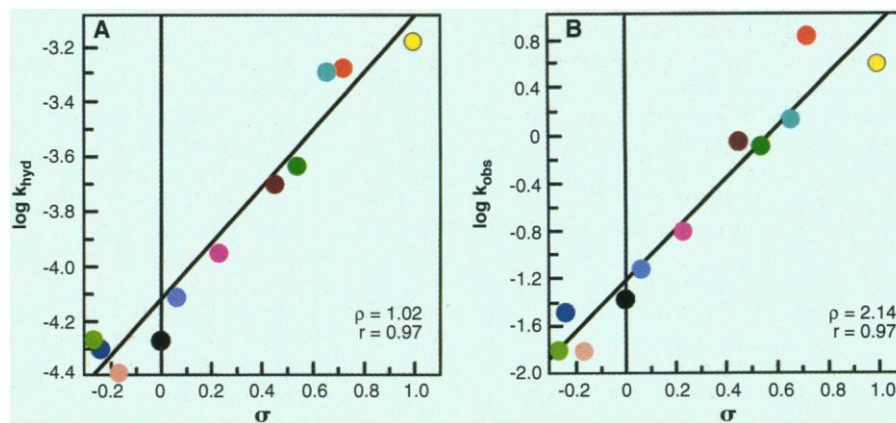 A
log k_hyd
-3.2
-3.4
-3.6
-3.8
-4.0
-4.2
-4.4
-0.2 0 0.2 0.4 0.6 0.8 1.0
σ
ρ = 1.02
r = 0.97
B
log k_obs
0.8
0.4
0
-0.4
-0.8
-1.2
-1.6
-2.0
-0.2 0 0.2 0.4 0.6 0.8 1.0
σ
ρ = 2.14
r = 0.97